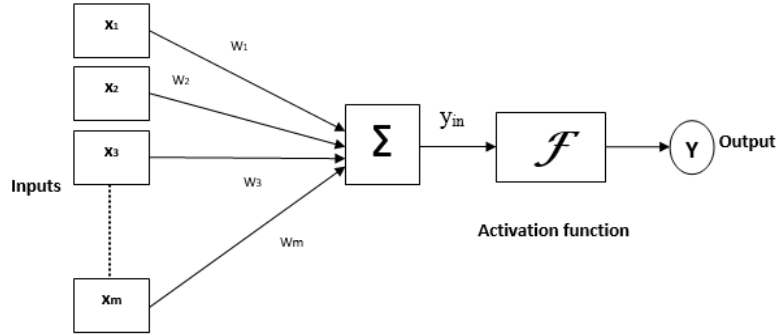 x₁
W₁
x₂
W₂
x₃
W₃
Inputs
Wm
xm
Σ
yin
ℱ
Activation function
Y
Output